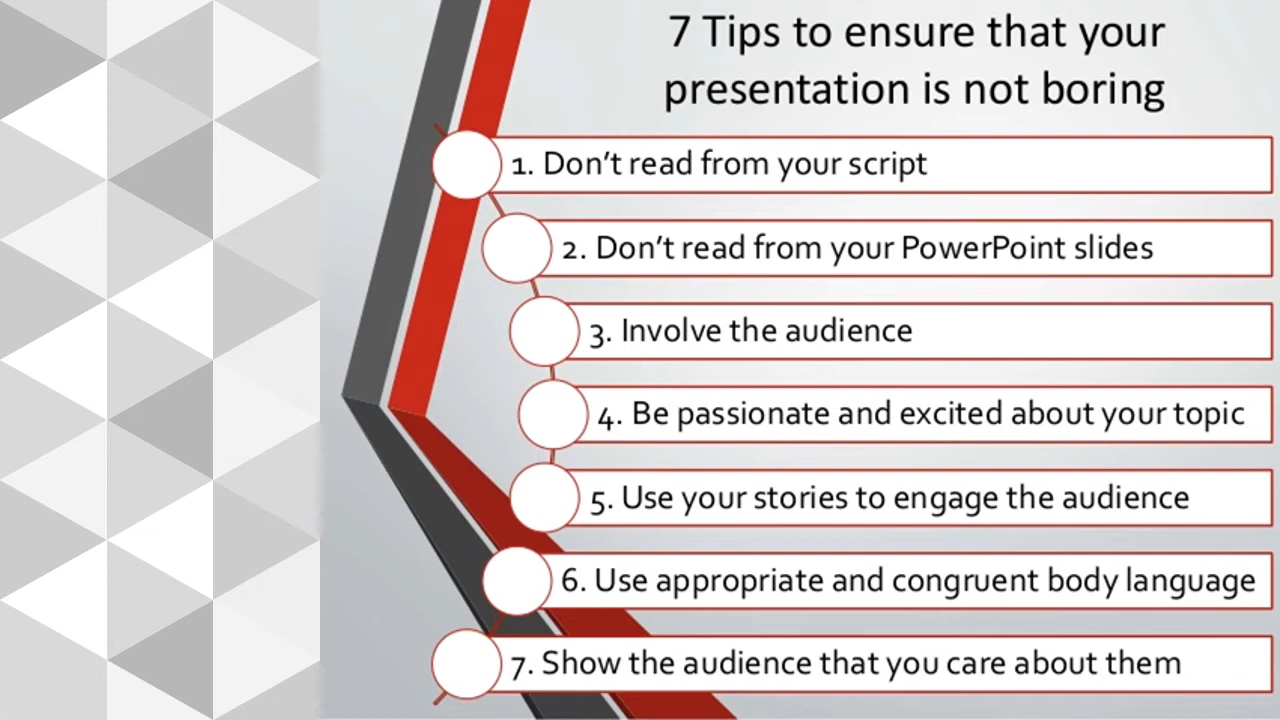 7 Tips to ensure that your
presentation is not boring
1. Don’t read from your script
2. Don’t read from your PowerPoint slides
3. Involve the audience
4. Be passionate and excited about your topic
5. Use your stories to engage the audience
6. Use appropriate and congruent body language
7. Show the audience that you care about them